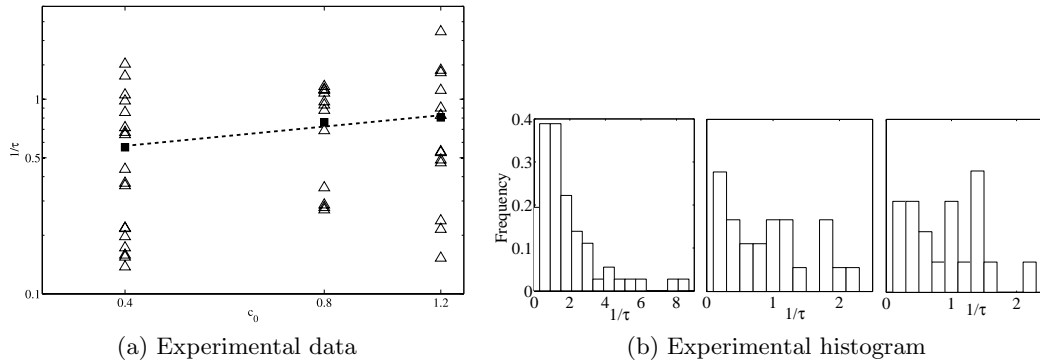 1
0.5
0.1
1/τ
0.4
0.8
1.2
c0
(a) Experimental data
0.4
0.3
0.2
0.1
0
Frequency
0 2 4 6 8
1/τ
0 1 2
1/τ
0 1 2
1/τ
(b) Experimental histogram